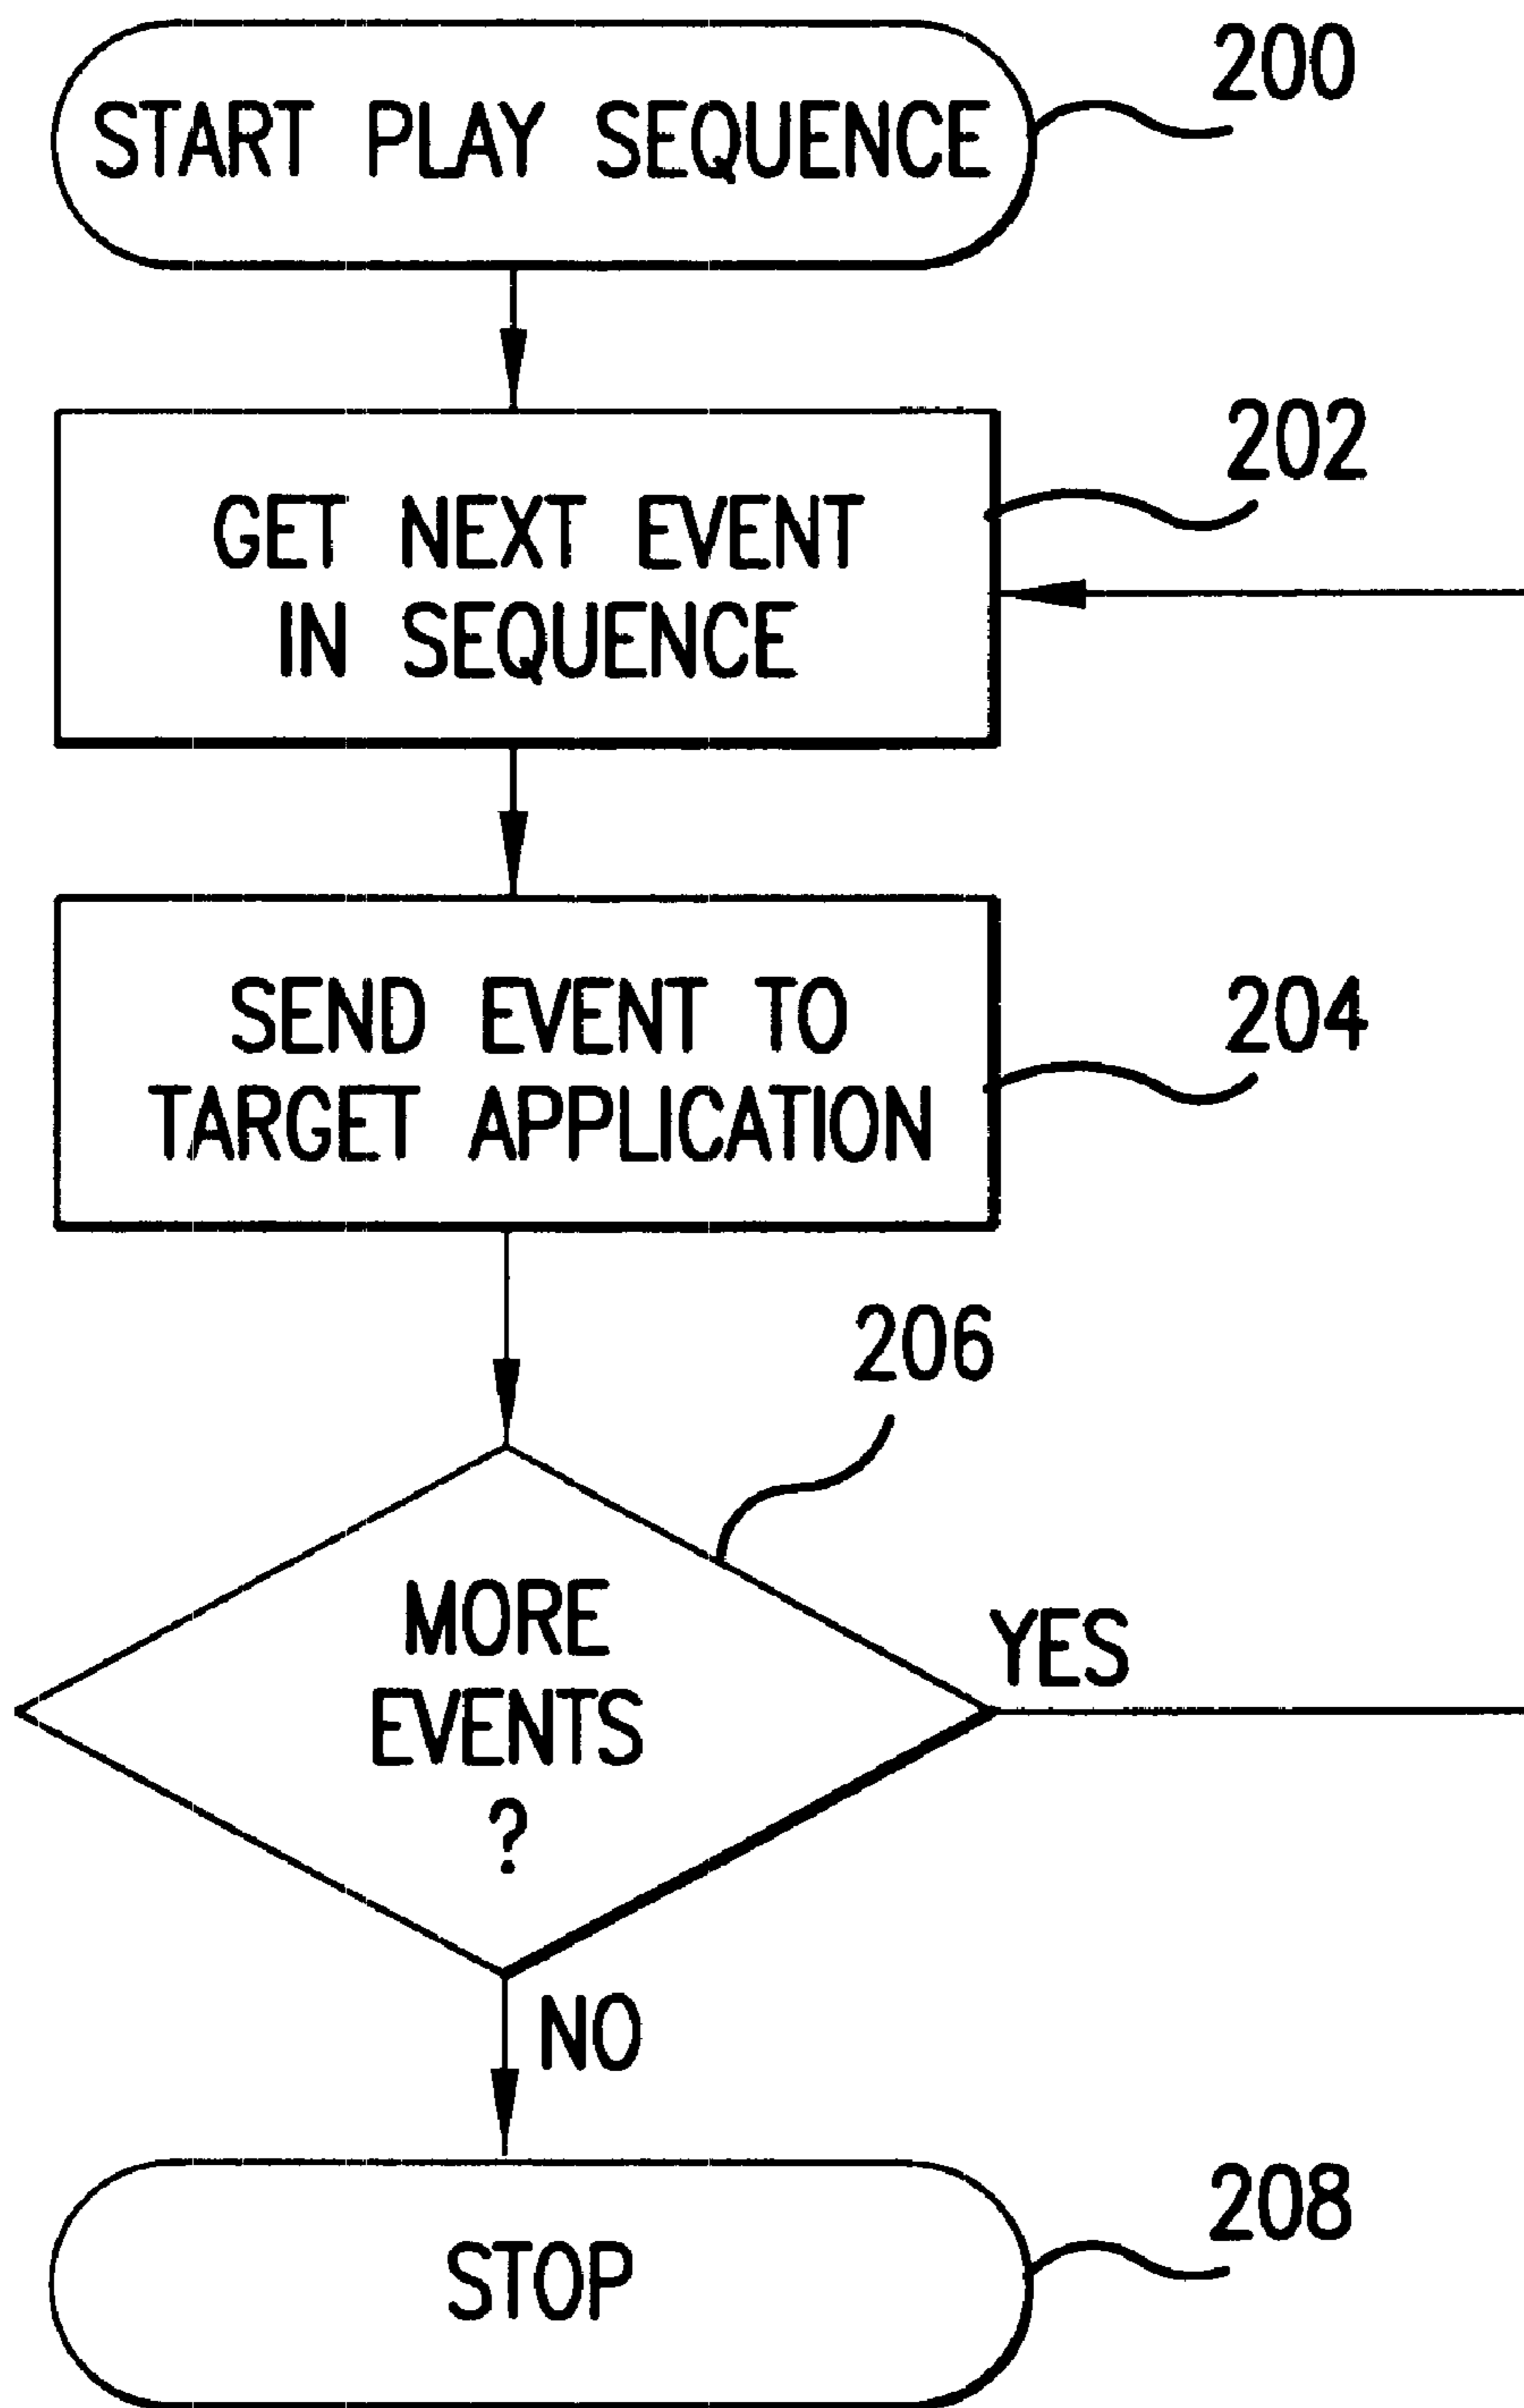 START PLAY SEQUENCE
200
GET NEXT EVENT
IN SEQUENCE
202
SEND EVENT TO
TARGET APPLICATION
204
206
MORE
EVENTS
?
YES
NO
STOP
208